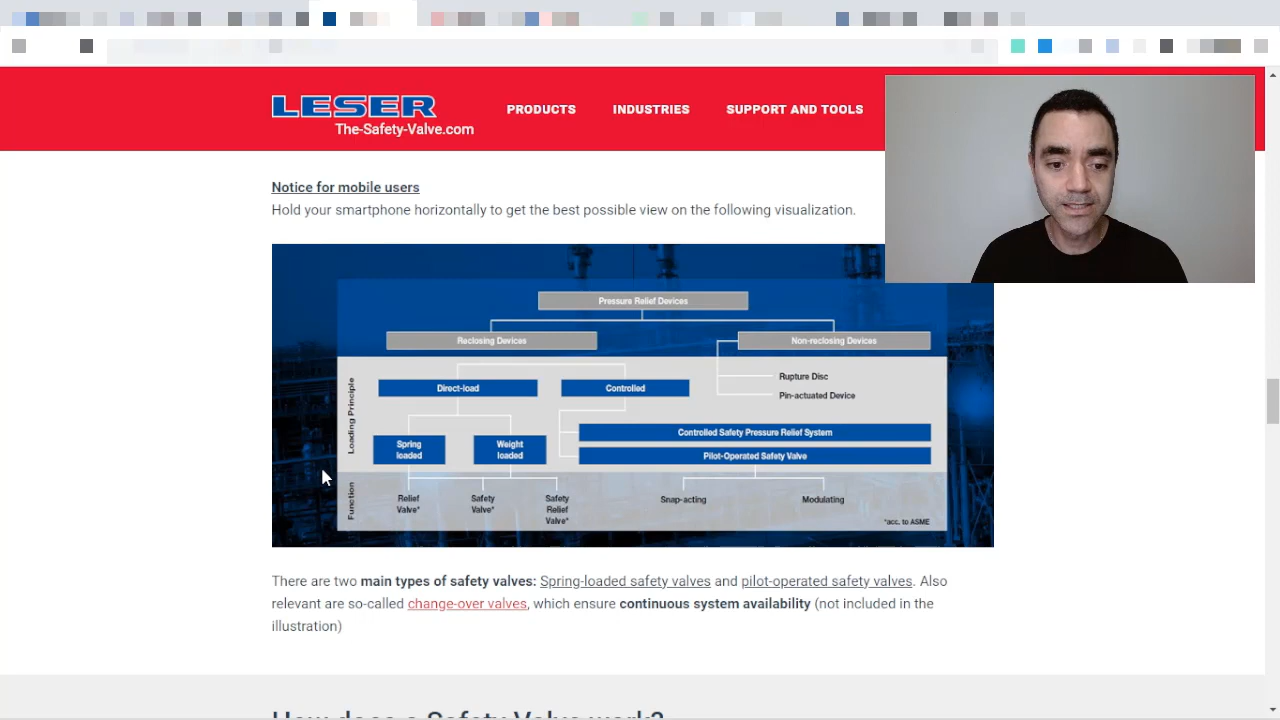 LESER
The-Safety-Valve.com
PRODUCTS
INDUSTRIES
SUPPORT AND TOOLS
Notice for mobile users
Hold your smartphone horizontally to get the best possible view on the following visualization.
Pressure Relief Devices
Reclosing Devices
Non-reclosing Devices
Loading Principle
Direct-load
Controlled
Rupture Disc
Pin-actuated Device
Spring
loaded
Weight
loaded
Controlled Safety Pressure Relief System
Pilot-Operated Safety Valve
Function
Relief
Valve*
Safety
Valve*
Safety
Relief
Valve*
Snap-acting
Modulating
*acc. to ASME
There are two main types of safety valves: Spring-loaded safety valves and pilot-operated safety valves. Also
relevant are so-called change-over valves, which ensure continuous system availability (not included in the
illustration)
How does a Safety Valve work?